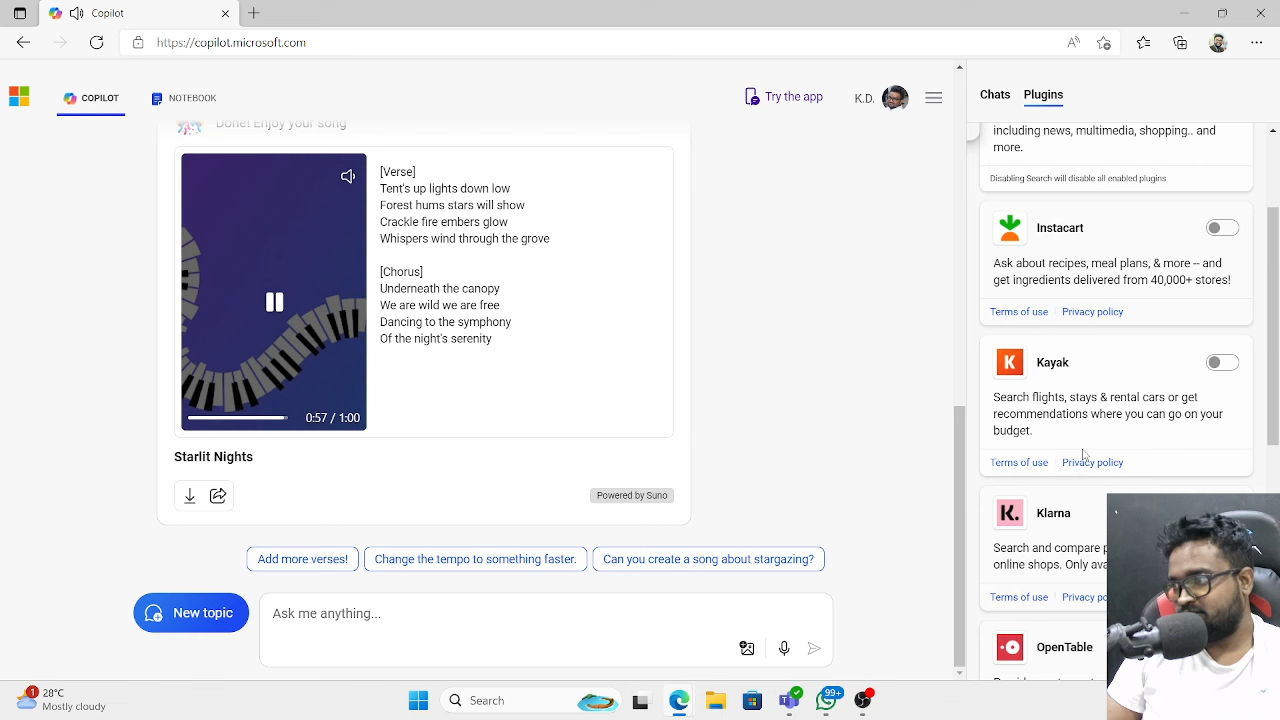 Copilot
https://copilot.microsoft.com
COPILOT
NOTEBOOK
Try the app
K.D.
Done! Enjoy your song
[Verse]
Tent's up lights down low
Forest hums stars will show
Crackle fire embers glow
Whispers wind through the grove
[Chorus]
Underneath the canopy
We are wild we are free
Dancing to the symphony
Of the night's serenity
0:57 / 1:00
Starlit Nights
Powered by Suno
Add more verses!
Change the tempo to something faster.
Can you create a song about stargazing?
New topic
Ask me anything...
Chats Plugins
including news, multimedia, shopping.. and
more.
Disabling Search will disable all enabled plugins
Instacart
Ask about recipes, meal plans, & more -- and
get ingredients delivered from 40,000+ stores!
Terms of use Privacy policy
K
Kayak
Search flights, stays & rental cars or get
recommendations where you can go on your
budget.
Terms of use Privacy policy
K.
Klarna
Search and compare
online shops. Only
Terms of use
OpenTable
1
28°C
Mostly cloudy
Search
99+